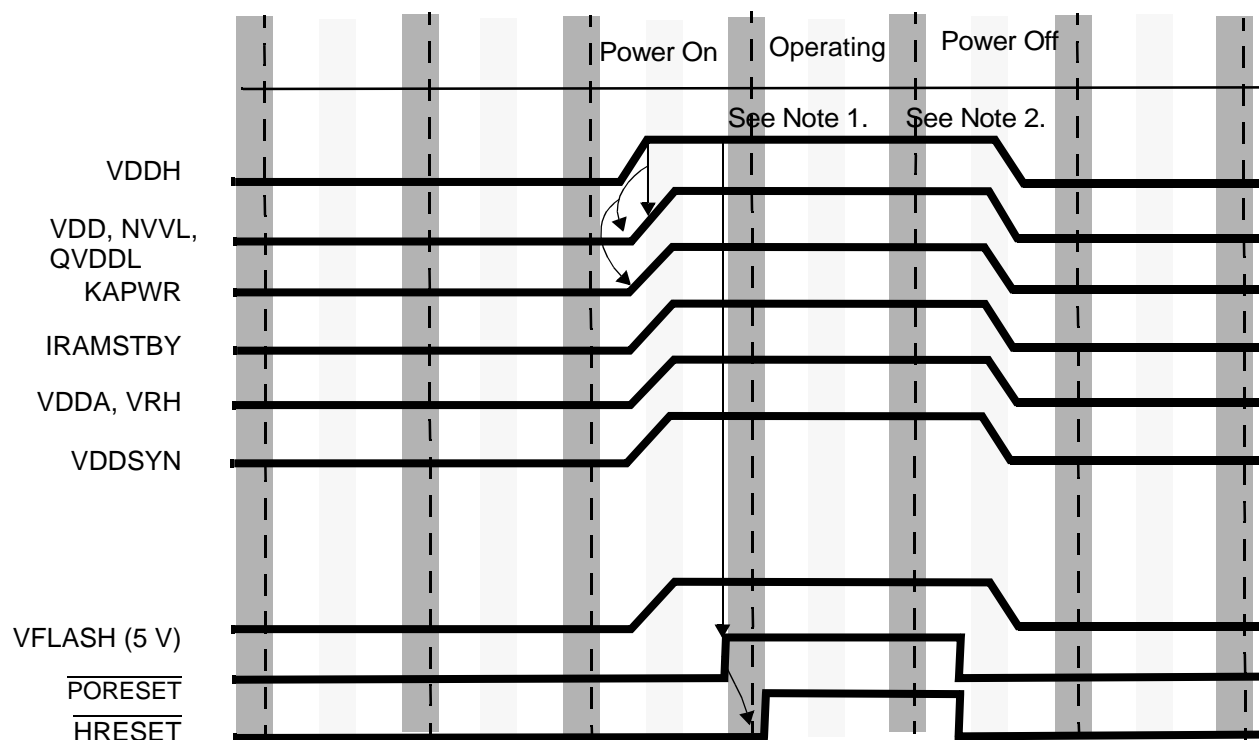 Power On
Operating
Power Off
See Note 1.
See Note 2.
VDDH
VDD, NVVL,
QVDDL
KAPWR
IRAMSTBY
VDDA, VRH
VDDSYN
VFLASH (5 V)
PORESET
HRESET